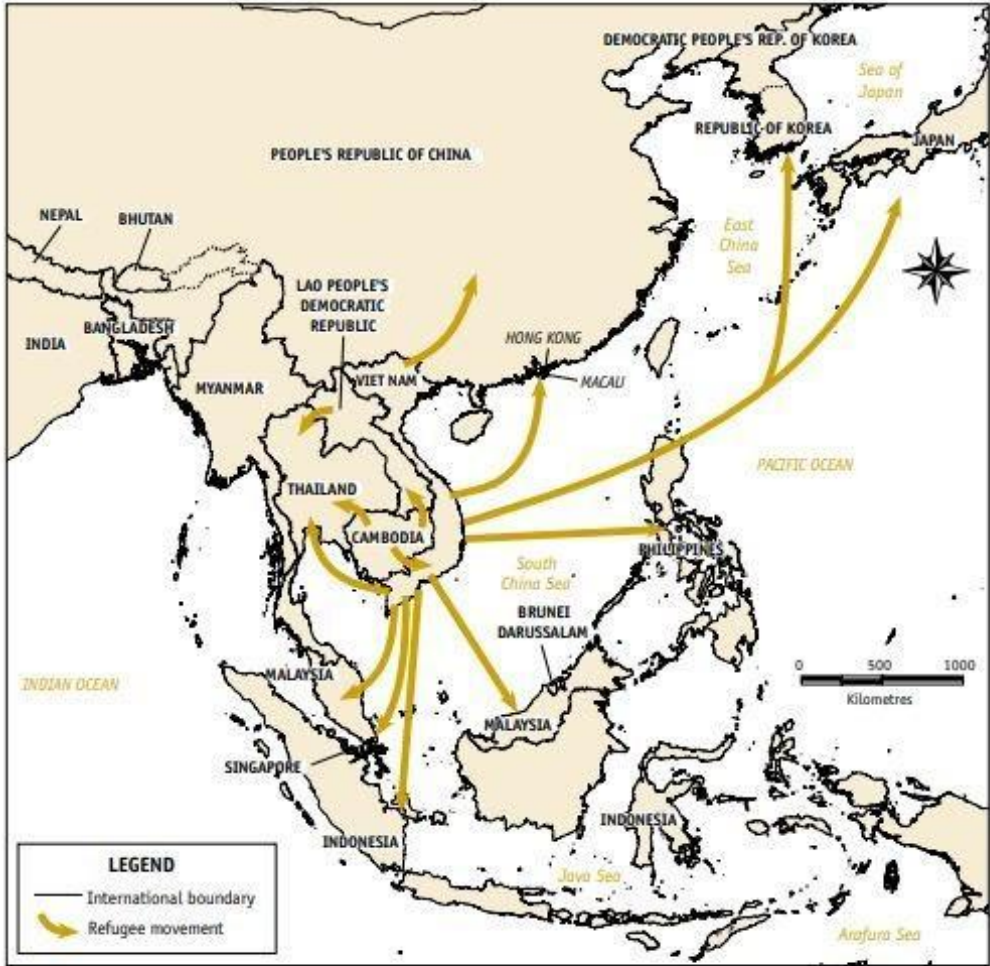 DEMOCRATIC PEOPLE'S REP. OF KOREA
Sea of
Japan
REPUBLIC OF KOREA
JAPAN
PEOPLE'S REPUBLIC OF CHINA
NEPAL
BHUTAN
East
China
Sea
LAO PEOPLE'S
DEMOCRATIC
REPUBLIC
BANGLADESH
INDIA
HONG KONG
MACAU
VIET NAM
MYANMAR
PACIFIC OCEAN
THAILAND
CAMBODIA
PHILIPPINES
South
China Sea
BRUNEI
DARUSSALAM
INDIAN OCEAN
MALAYSIA
0 500 1000
Kilometres
MALAYSIA
SINGAPORE
INDONESIA
INDONESIA
Java Sea
Arafura Sea
LEGEND
International boundary
Refugee movement